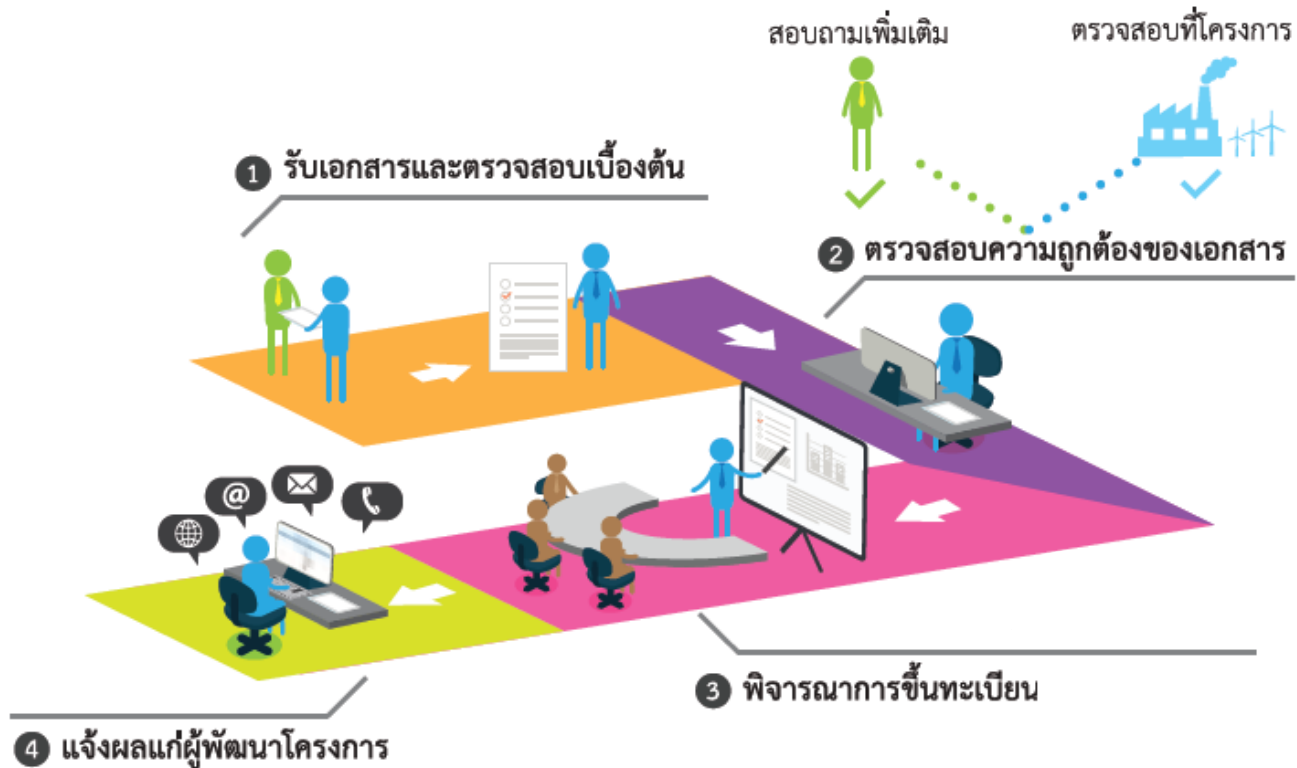 สอบถามเพิ่มเติม
ตรวจสอบที่โครงการ
1 รับเอกสารและตรวจสอบเบื้องต้น
2 ตรวจสอบความถูกต้องของเอกสาร
@
3 พิจารณาการขึ้นทะเบียน
4 แจ้งผลแก่ผู้พัฒนาโครงการ